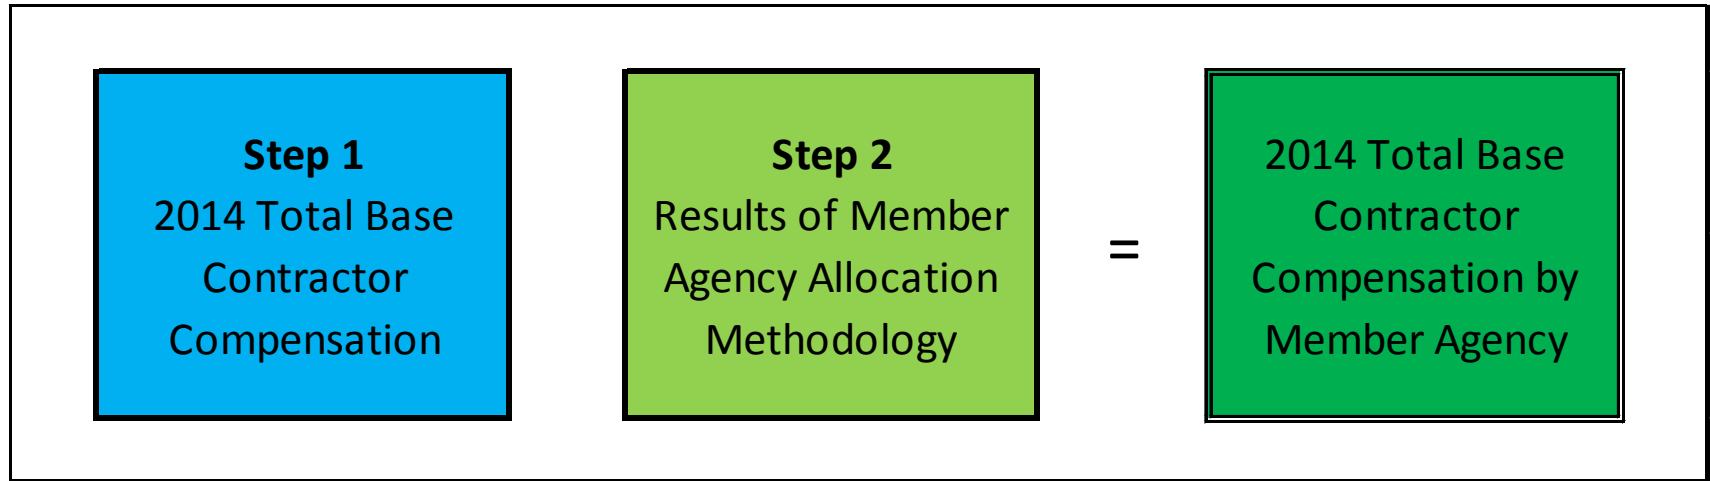 Step 1
2014 Total Base
Contractor
Compensation
Step 2
Results of Member
Agency Allocation
Methodology
=
2014 Total Base
Contractor
Compensation by
Member Agency